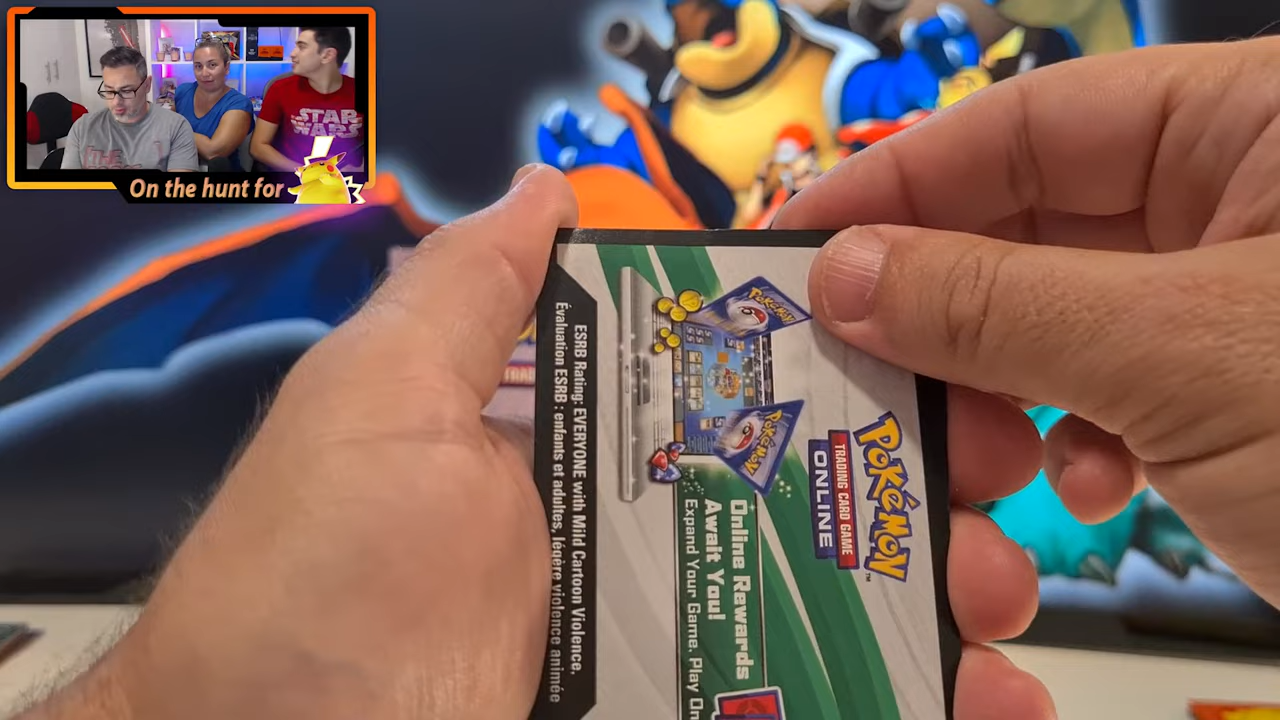 STAR
WARS
On the hunt for
POKÉMON
TRADING CARD GAME
ONLINE
Online Rewards
Await You!
Expand Your Game, Play On
ESRB Rating: EVERYONE with Mild Cartoon Violence.
Évaluation ESRB : enfants et adultes, légère violence animée
POKÉMON
POKÉMON